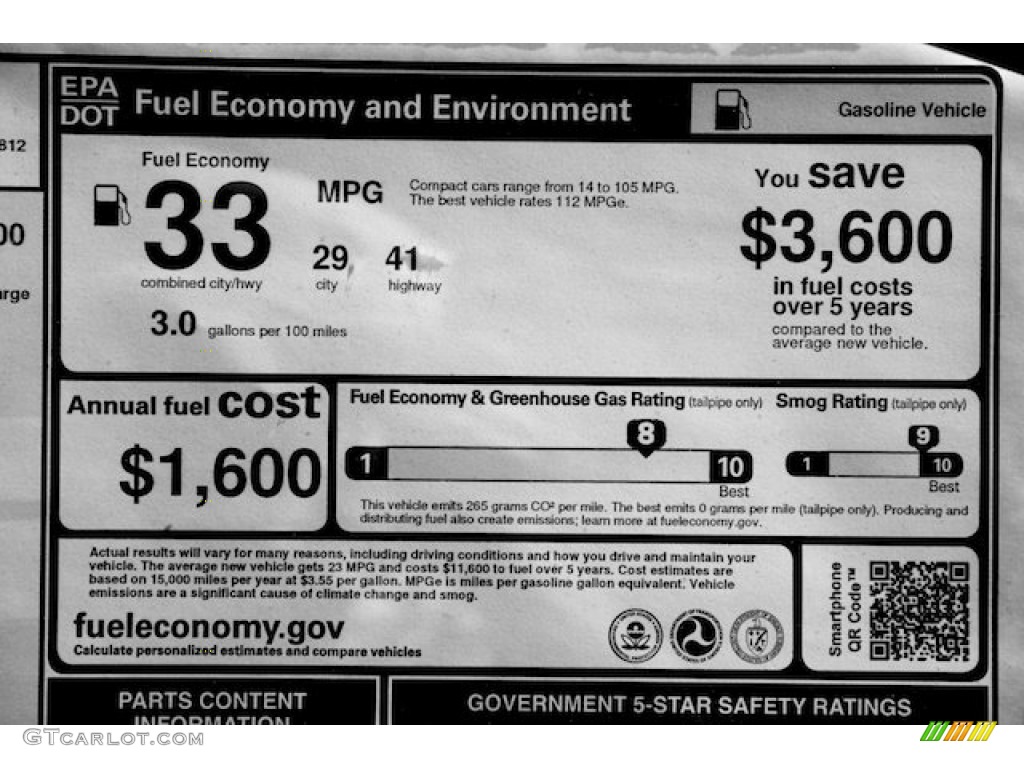 812
00
arge
EPA
DOT
Fuel Economy and Environment
Gasoline Vehicle
Fuel Economy
33
combined city/hwy
MPG
29
city
41
highway
3.0 gallons per 100 miles
Compact cars range from 14 to 105 MPG.
The best vehicle rates 112 MPGe.
You save
$3,600
in fuel costs
over 5 years
compared to the
average new vehicle.
Annual fuel cost
$1,600
Fuel Economy & Greenhouse Gas Rating (tailpipe only)
8
1
10
Best
Smog Rating (tailpipe only)
9
1
10
Best
This vehicle emits 265 grams CO² per mile. The best emits 0 grams per mile (tailpipe only). Producing and
distributing fuel also create emissions; learn more at fueleconomy.gov.
Actual results will vary for many reasons, including driving conditions and how you drive and maintain your
vehicle. The average new vehicle gets 23 MPG and costs $11,600 to fuel over 5 years. Cost estimates are
based on 15,000 miles per year at $3.55 per gallon. MPGe is miles per gasoline gallon equivalent. Vehicle
emissions are a significant cause of climate change and smog.
fueleconomy.gov
Calculate personalized estimates and compare vehicles
Smartphone
QR Code™
PARTS CONTENT
INFORMATION
GOVERNMENT 5-STAR SAFETY RATINGS
GTcarlot.com